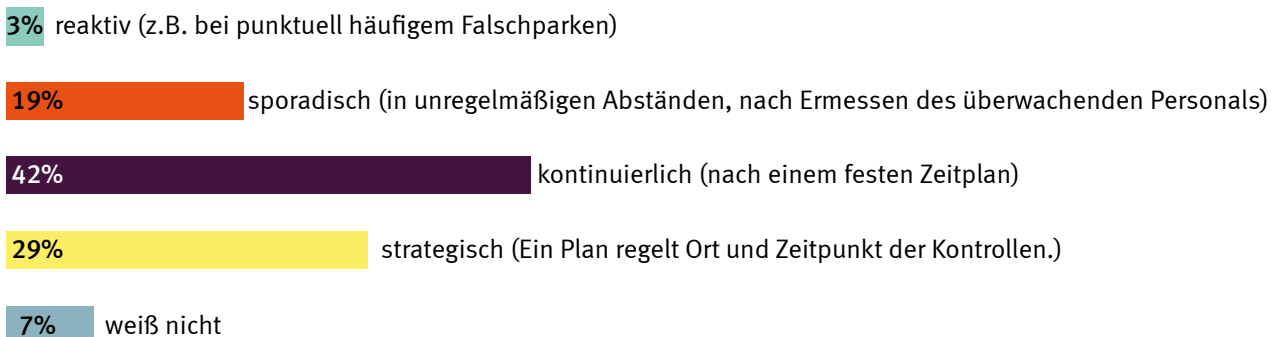 3% reaktiv (z.B. bei punktuell häufigem Falschparken)
19% sporadisch (in unregelmäßigen Abständen, nach Ermessen des überwachenden Personals)
42% kontinuierlich (nach einem festen Zeitplan)
29% strategisch (Ein Plan regelt Ort und Zeitpunkt der Kontrollen.)
7% weiß nicht